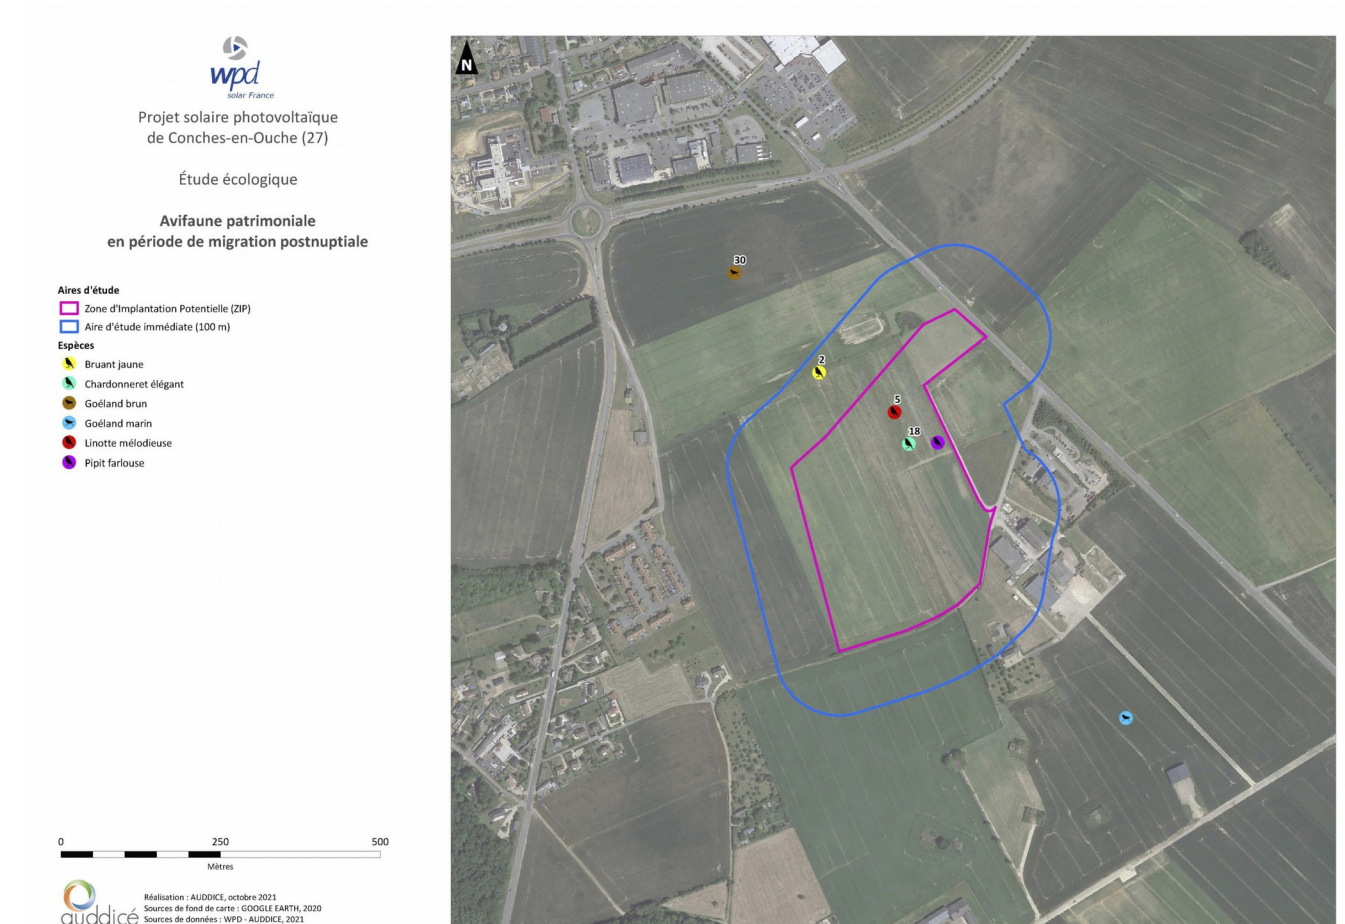 wpd
solar France
Projet solaire photovoltaïque
de Conches-en-Ouche (27)
Étude écologique
Avifaune patrimoniale
en période de migration postnuptiale
Aires d'étude
Zone d'Implantation Potentielle (ZIP)
Aire d'étude immédiate (100 m)
Espèces
Bruant jaune
Chardonneret élégant
Goéland brun
Goéland marin
Linotte mélodieuse
Pipit farlouse
0 250 500
Mètres
auddicé
Réalisation : AUDDICE, octobre 2021
Sources de fond de carte : GOOGLE EARTH, 2020
Sources de données : WPD - AUDDICE, 2021
N
30
2
5
18